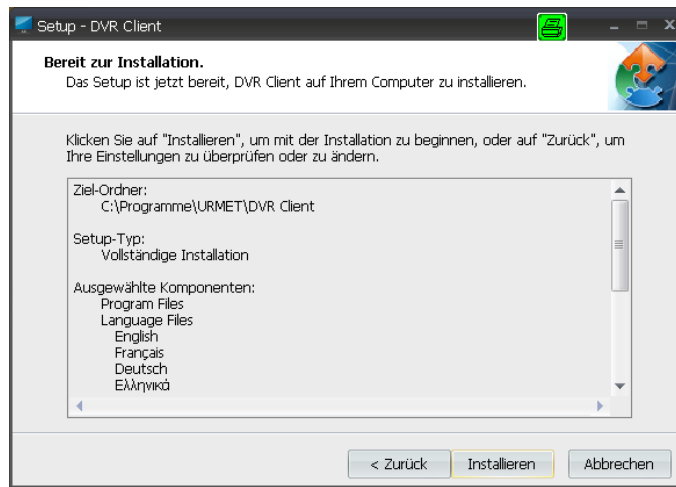 Setup - DVR Client
Bereit zur Installation.
Das Setup ist jetzt bereit, DVR Client auf Ihrem Computer zu installieren.
Klicken Sie auf "Installieren", um mit der Installation zu beginnen, oder auf "Zurück", um
Ihre Einstellungen zu überprüfen oder zu ändern.
Ziel-Ordner:
C:\Programme\URMET\DVR Client
Setup-Typ:
Vollständige Installation
Ausgewählte Komponenten:
Program Files
Language Files
English
Français
Deutsch
Ελληνικά
< Zurück
Installieren
Abbrechen